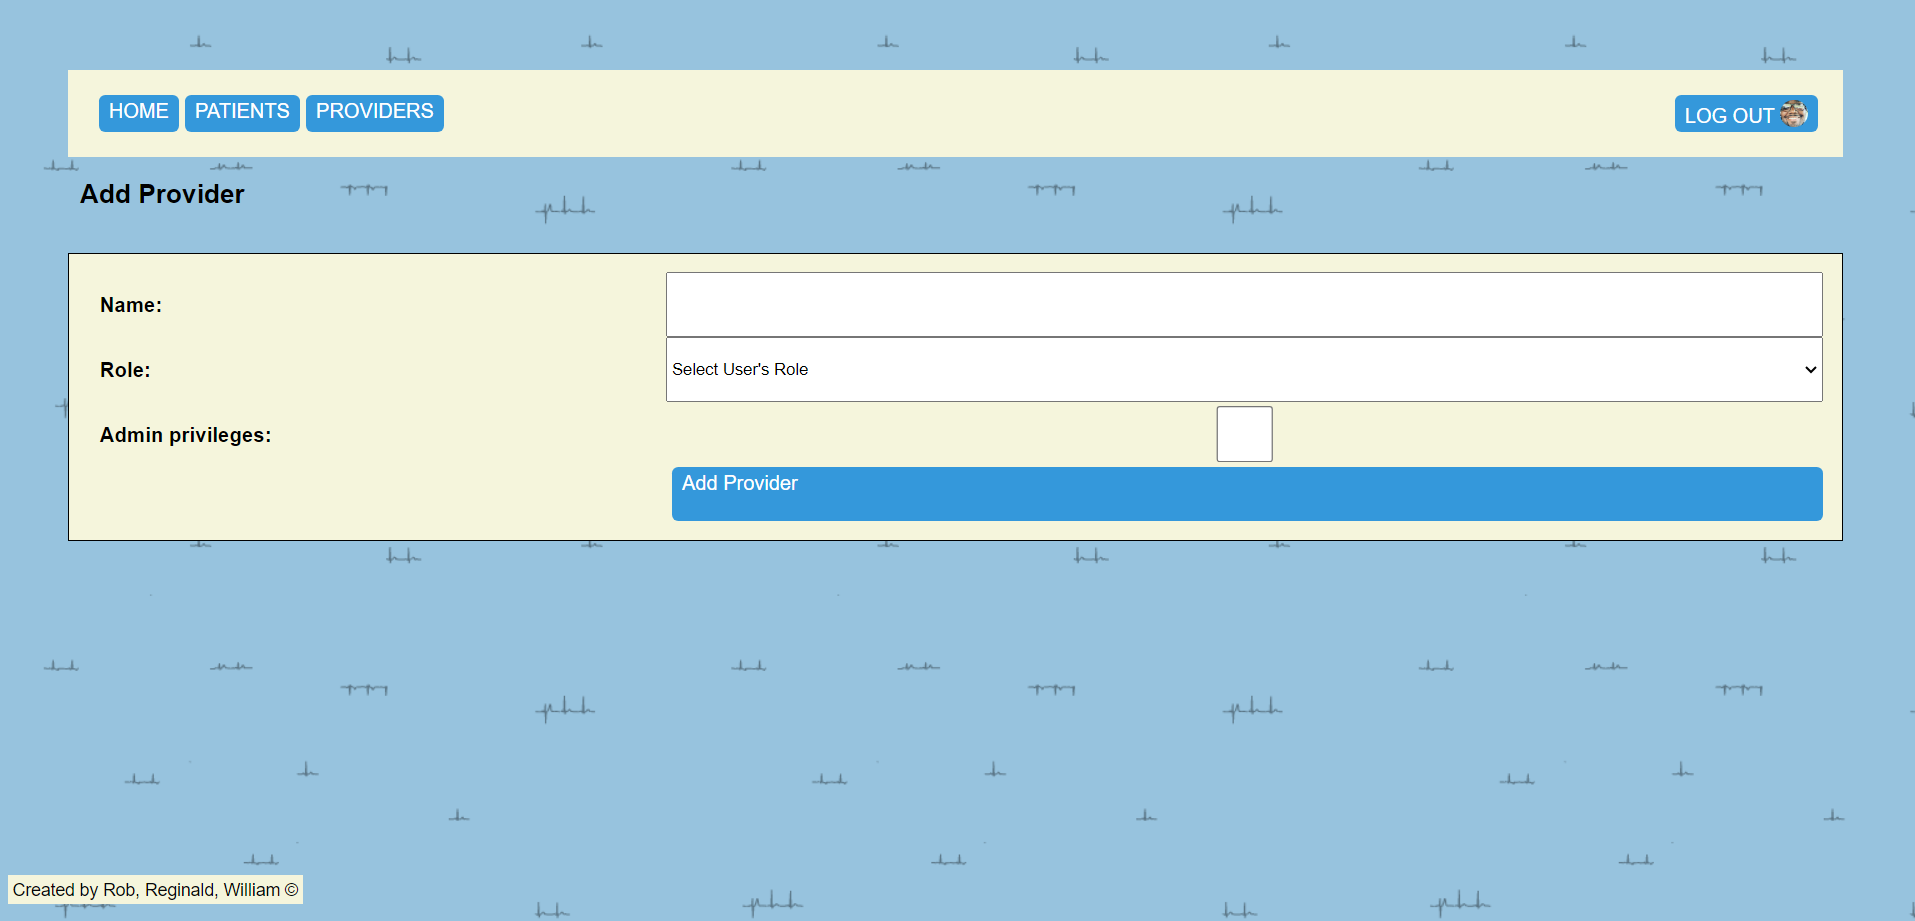 HOME PATIENTS PROVIDERS LOG OUT
Add Provider
Name:
Role: Select User's Role
Admin privileges:
Add Provider
Created by Rob, Reginald, William ©